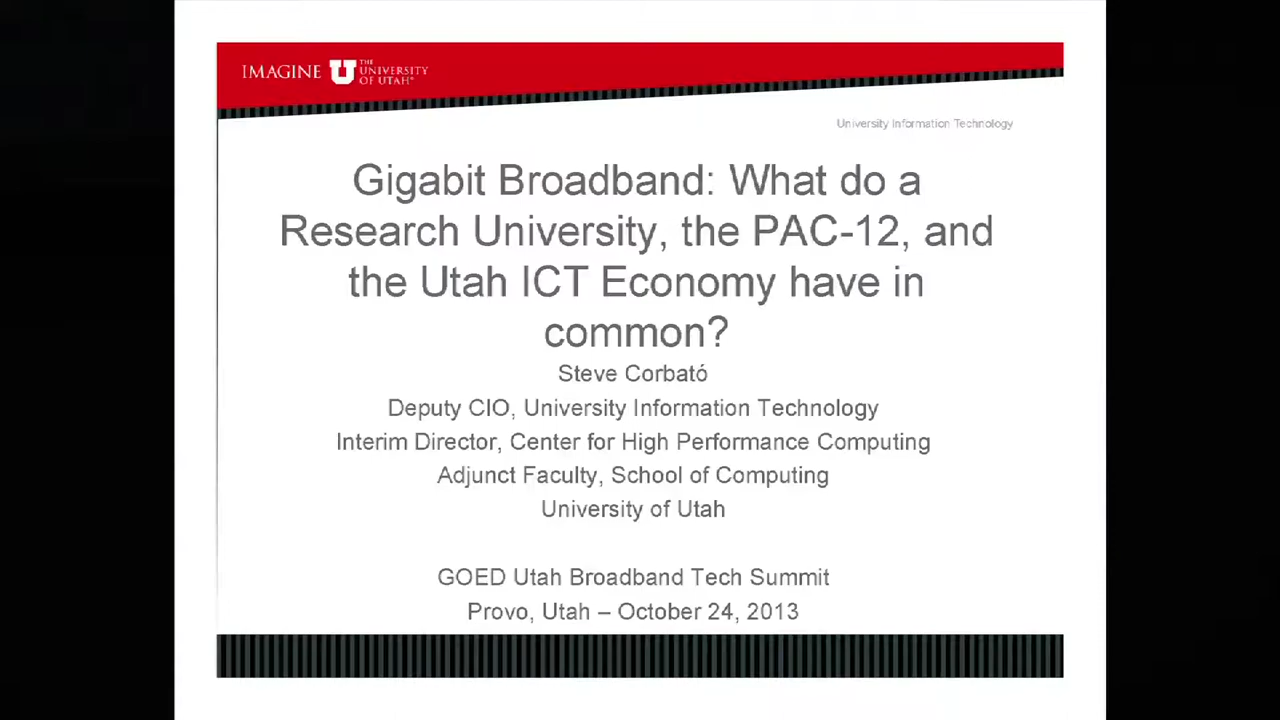 IMAGINE U THE UNIVERSITY OF UTAH®
University Information Technology
Gigabit Broadband: What do a
Research University, the PAC-12, and
the Utah ICT Economy have in
common?
Steve Corbató
Deputy CIO, University Information Technology
Interim Director, Center for High Performance Computing
Adjunct Faculty, School of Computing
University of Utah
GOED Utah Broadband Tech Summit
Provo, Utah – October 24, 2013